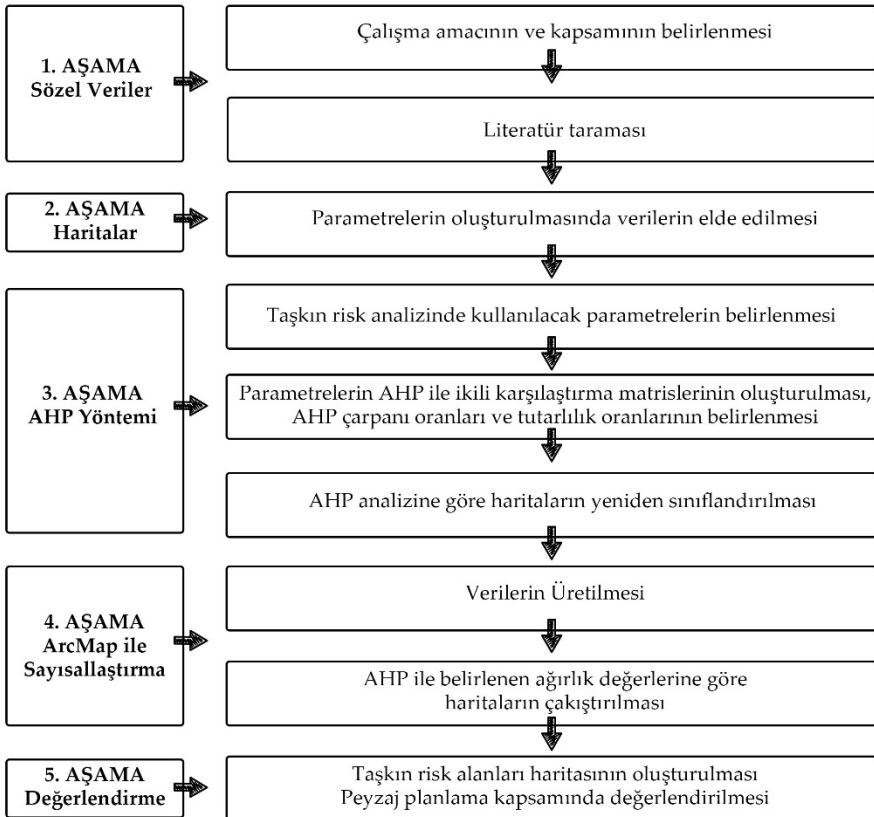 Çalışma amacının ve kapsamının belirlenmesi
1. AŞAMA
Sözel Veriler
Literatür taraması
2. AŞAMA
Haritalar
Parametrelerin oluşturulmasında verilerin elde edilmesi
Taşkın risk analizinde kullanılacak parametrelerin belirlenmesi
3. AŞAMA
AHP Yöntemi
Parametrelerin AHP ile ikili karşılaştırma matrislerinin oluşturulması,
AHP çarpanı oranları ve tutarlılık oranlarının belirlenmesi
AHP analizine göre haritaların yeniden sınıflandırılması
4. AŞAMA
ArcMap ile
Sayısallaştırma
Verilerin Üretilmesi
AHP ile belirlenen ağırlık değerlerine göre
haritaların çakıştırılması
5. AŞAMA
Değerlendirme
Taşkın risk alanları haritasının oluşturulması
Peyzaj planlama kapsamında değerlendirilmesi